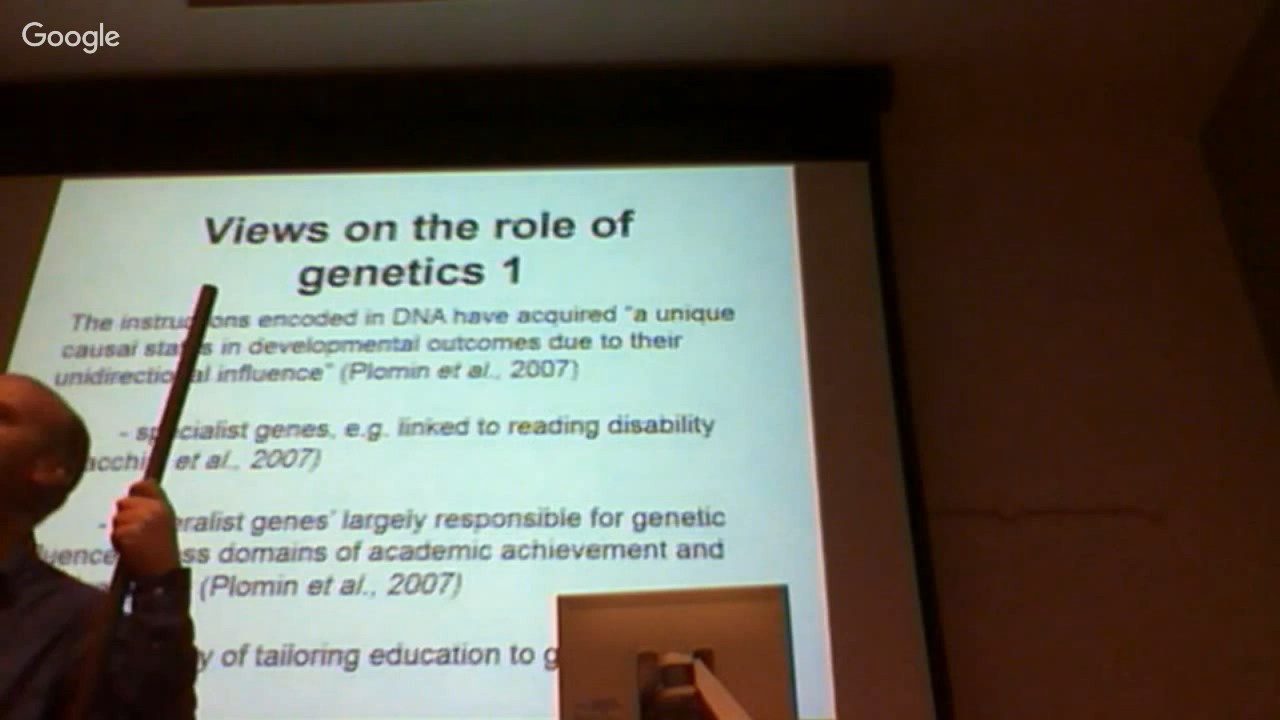 Google
Views on the role of
genetics 1
The instructions encoded in DNA have acquired "a unique
causal status in developmental outcomes due to their
unidirectional influence" (Plomin et al., 2007)
- specialist genes, e.g. linked to reading disability
et al., 2007)
genes' largely responsible for genetic
domains of academic achievement and
(Plomin et al., 2007)
of tailoring education to